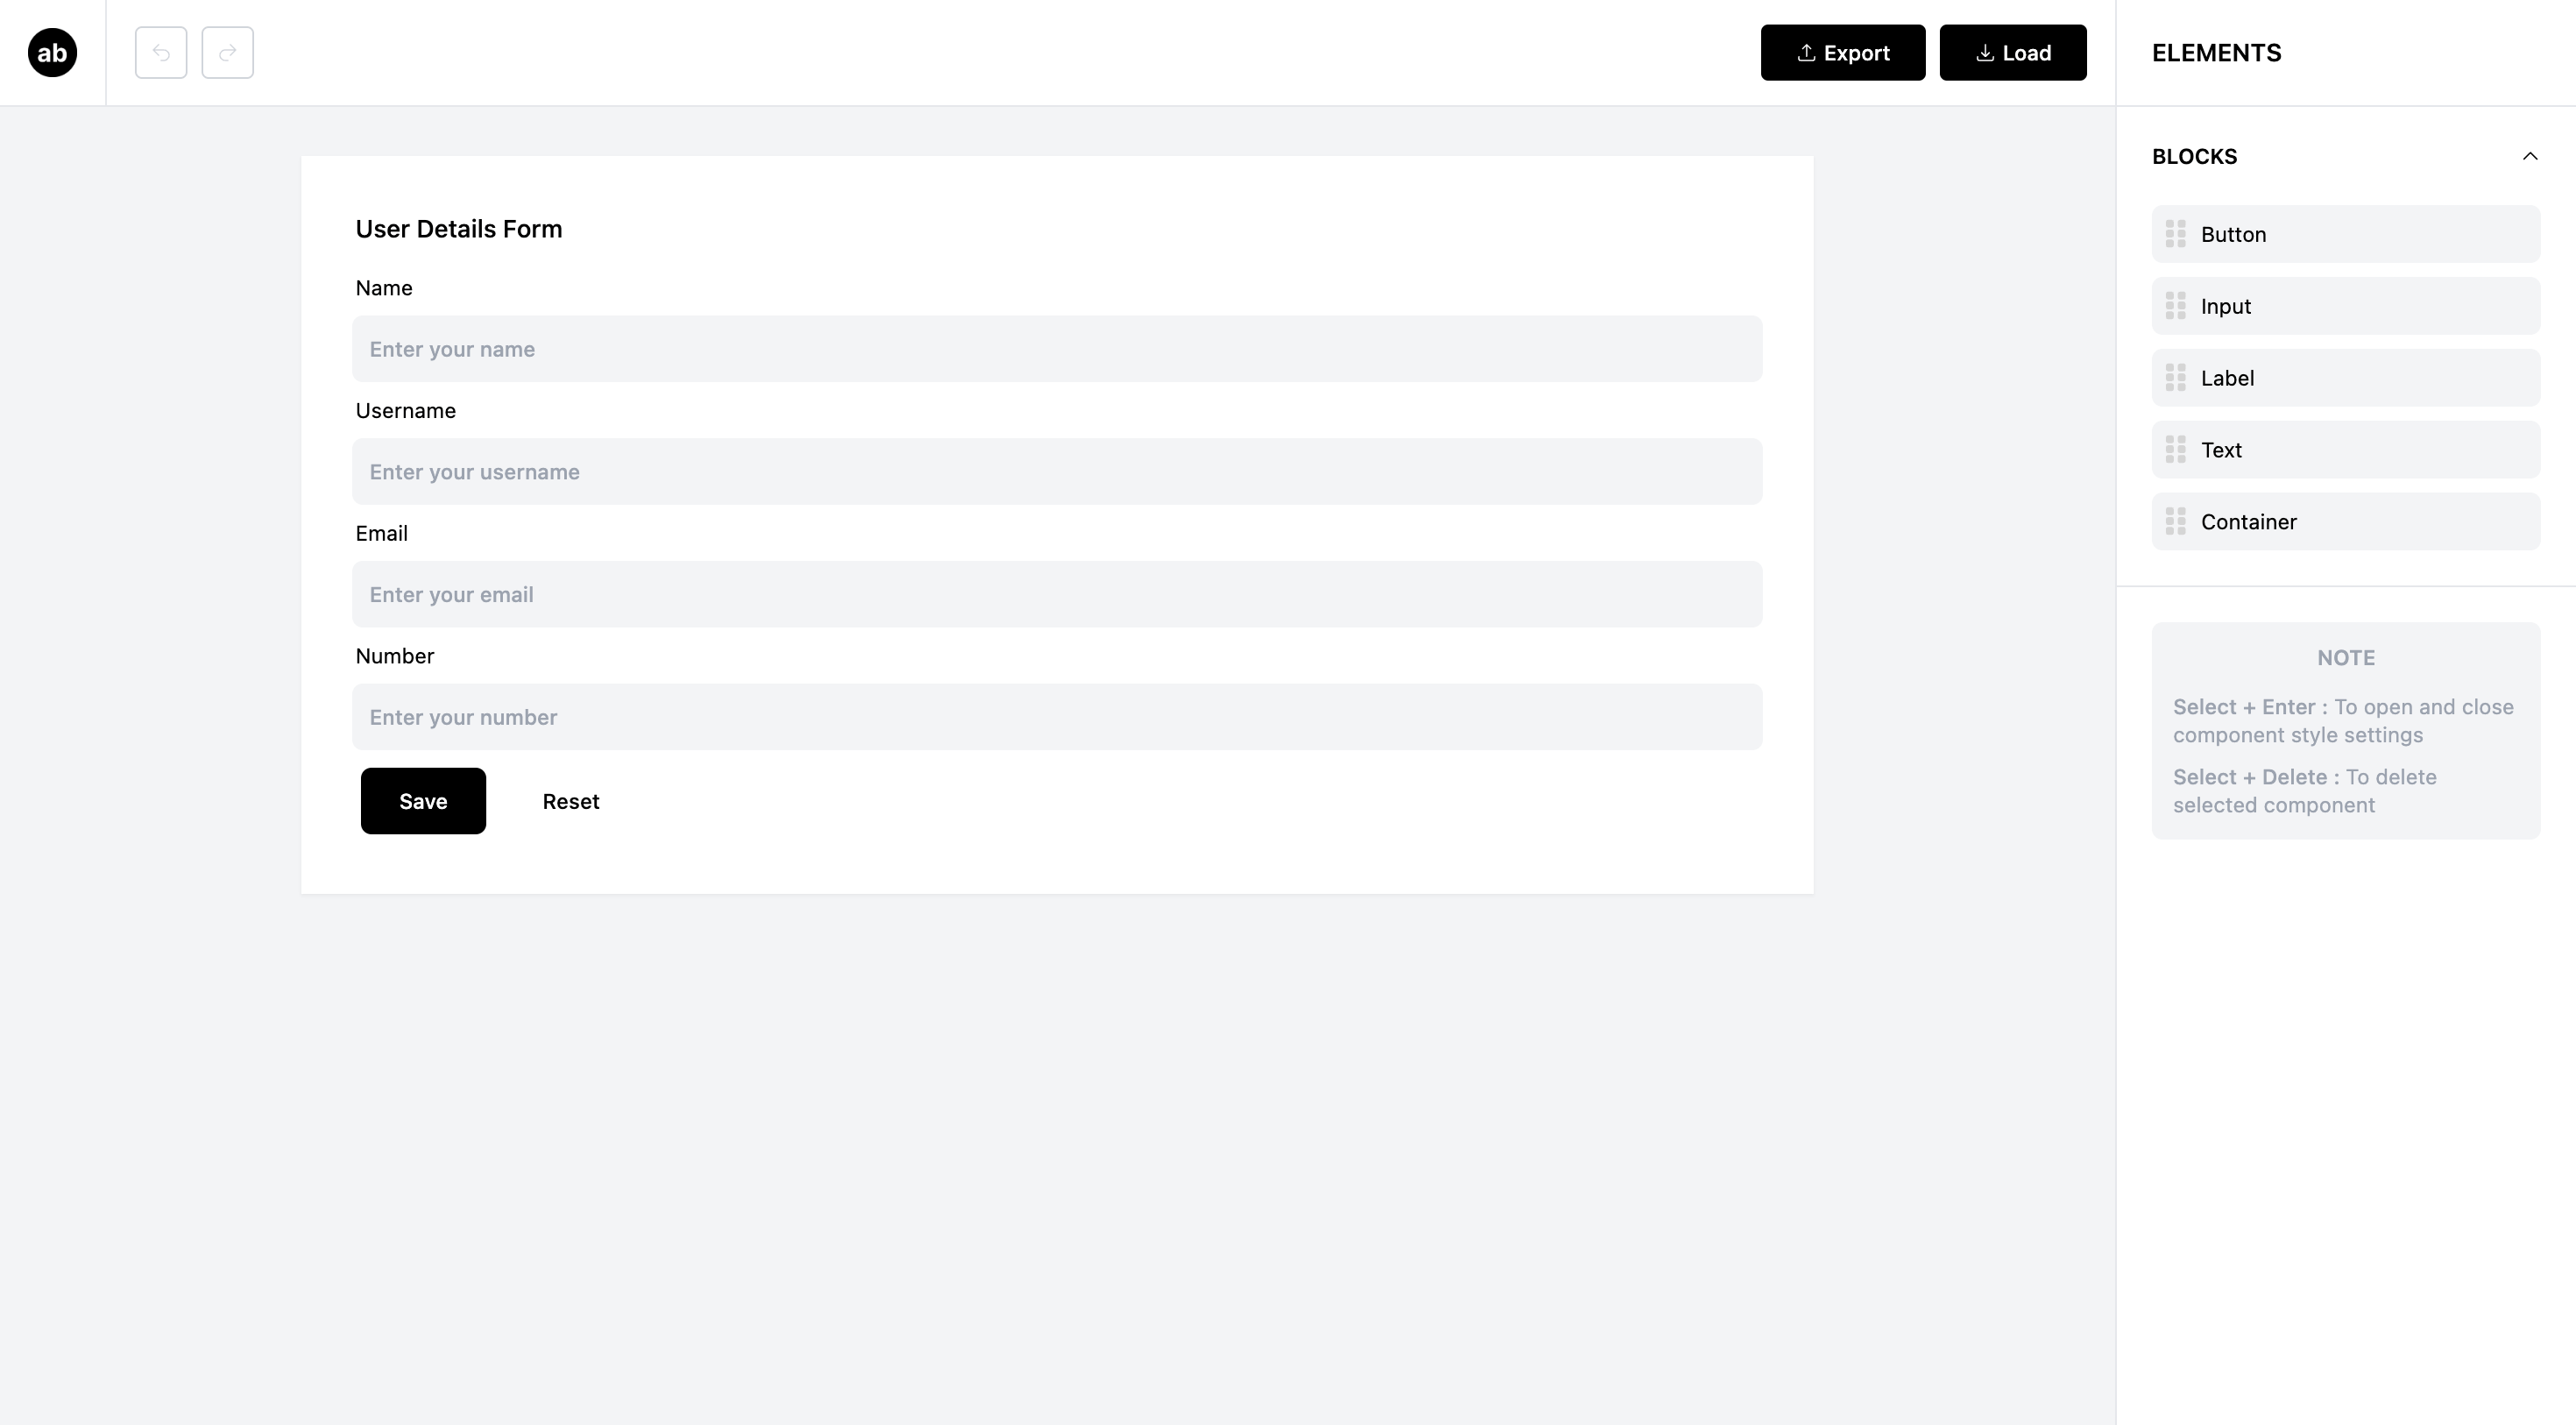 ab
Export
Load
ELEMENTS
User Details Form
Name
Enter your name
Username
Enter your username
Email
Enter your email
Number
Enter your number
Save
Reset
BLOCKS
Button
Input
Label
Text
Container
NOTE
Select + Enter : To open and close
component style settings
Select + Delete : To delete
selected component